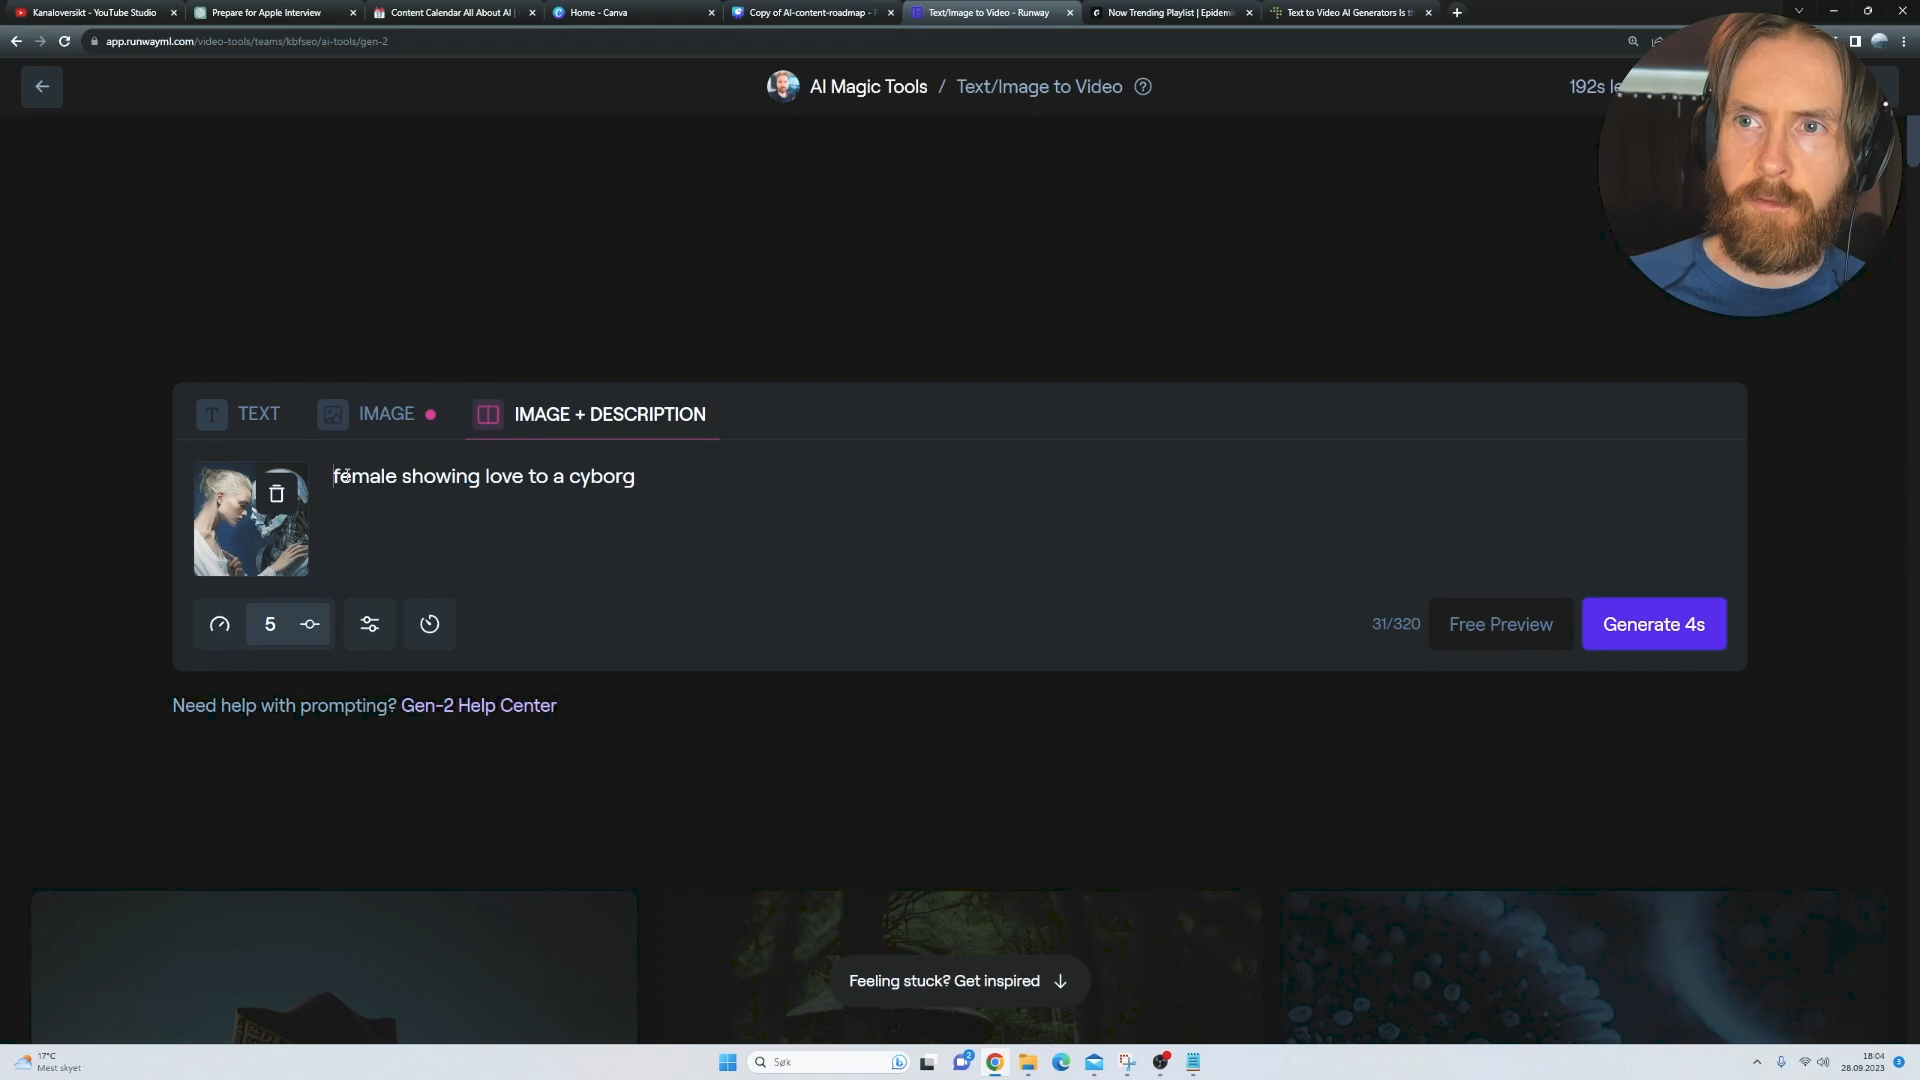 Kanaloversikt - YouTube Studio
Prepare for Apple Interview
Content Calendar All About AI
Home - Canva
Copy of AI-content-roadmap -
Text/Image to Video - Runway
Now Trending Playlist | Epidemi
Text to Video AI Generators Is t
app.runwayml.com/video-tools/teams/kbfseo/ai-tools/gen-2
AI Magic Tools / Text/Image to Video
192s le
TEXT
IMAGE
IMAGE + DESCRIPTION
female showing love to a cyborg
5
31/320
Free Preview
Generate 4s
Need help with prompting? Gen-2 Help Center
Feeling stuck? Get inspired
17°C
Mest skyet
Søk
2
18:04
28.09.2023
3